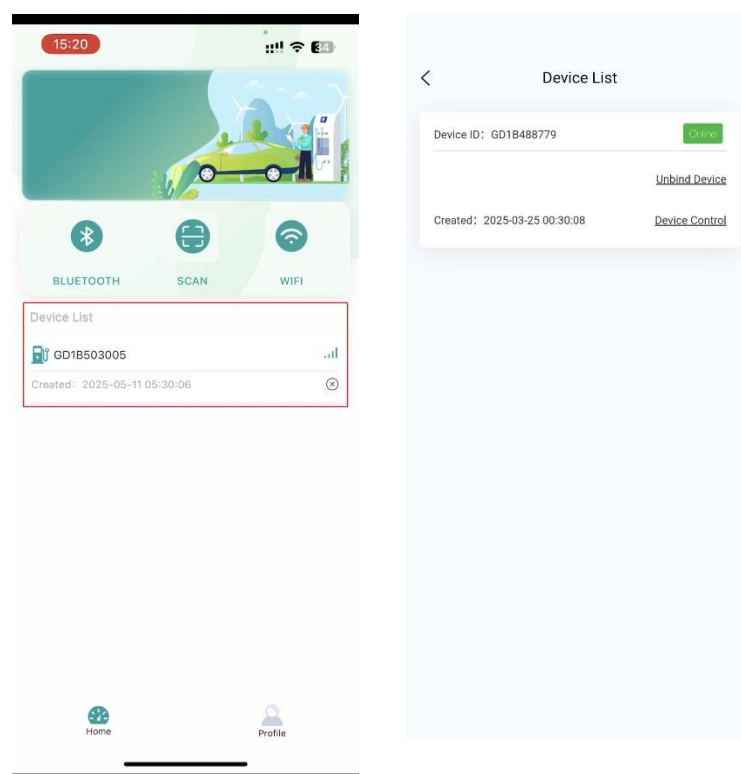 15:20
34
BLUETOOTH SCAN WIFI
Device List
GD1B503005
Created: 2025-05-11 05:30:06
Home Profile
Device List
Device ID: GD1B488779 Online
Unbind Device
Created: 2025-03-25 00:30:08 Device Control